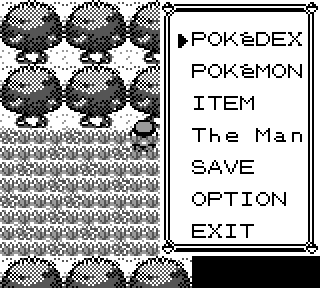 POKéDEX
POKéMON
ITEM
The Man
SAVE
OPTION
EXIT